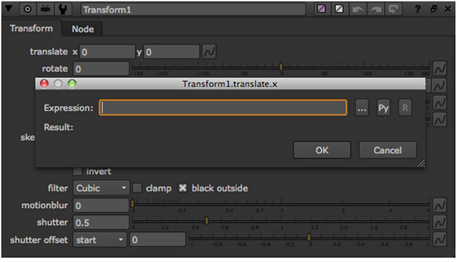 Transform1
Transform Node
translate x 0 y 0
rotate 0
Transform1.translate.x
Expression: ... Py R
Result:
OK Cancel
invert
filter Cubic clamp black outside
motionblur 0
shutter 0.5
shutter offset start 0